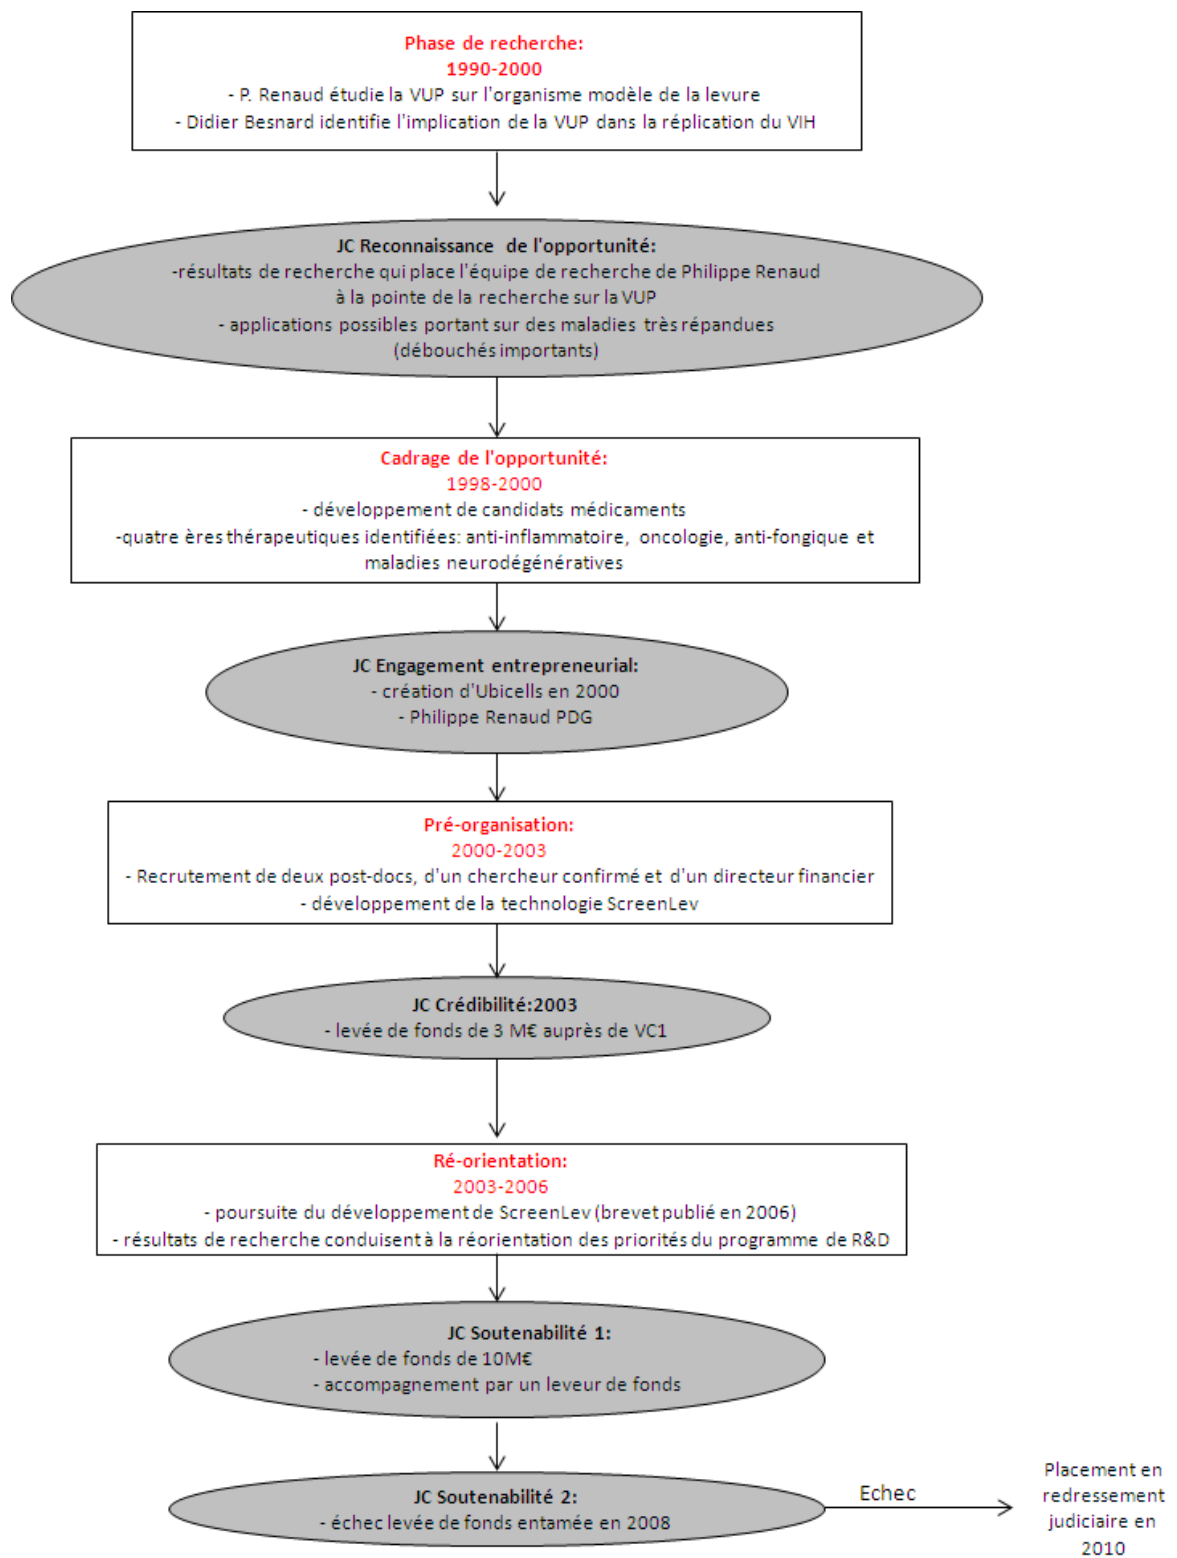 Phase de recherche:
1990-2000
- P. Renaud étudie la VUP sur l'organisme modèle de la levure
- Didier Besnard identifie l'implication de la VUP dans la réplication du VIH
JC Reconnaissance de l'opportunité:
-résultats de recherche qui place l'équipe de recherche de Philippe Renaud
à la pointe de la recherche sur la VUP
- applications possibles portant sur des maladies très répandues
(débouchés importants)
Cadrage de l'opportunité:
1998-2000
- développement de candidats médicaments
-quatre ères thérapeutiques identifiées: anti-inflammatoire, oncologie, anti-fongique et
maladies neurodégénératives
JC Engagement entrepreneurial:
- création d'Ubicells en 2000
- Philippe Renaud PDG
Pré-organisation:
2000-2003
- Recrutement de deux post-docs, d'un chercheur confirmé et d'un directeur financier
- développement de la technologie ScreenLev
JC Crédibilité:2003
- levée de fonds de 3 M€ auprès de VC1
Ré-orientation:
2003-2006
- poursuite du développement de ScreenLev (brevet publié en 2006)
- résultats de recherche conduisent à la réorientation des priorités du programme de R&D
JC Soutenabilité 1:
- levée de fonds de 10M€
- accompagnement par un leveur de fonds
JC Soutenabilité 2:
- échec levée de fonds entamée en 2008
Echec
Placement en
redressement
judiciaire en
2010